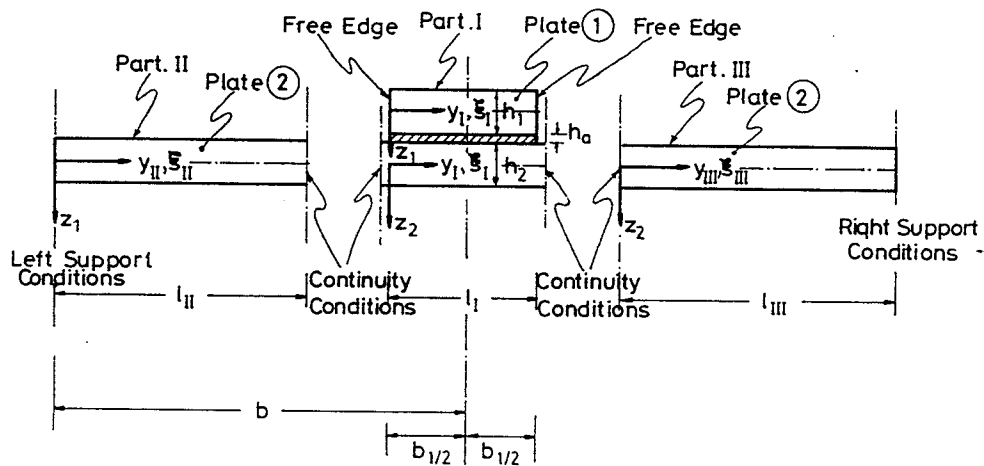 Free Edge
Part.I
Plate ①
Free Edge
Part. II
Plate ②
Part. III
Plate ②
y_I, ξ_I
h_1
h_a
z_1
y_II, ξ_II
y_I, ξ_I
h_2
y_III, ξ_III
z_1
z_2
z_2
Left Support
Conditions
Continuity
Conditions
Continuity
Conditions
Right Support
Conditions
l_II
l_I
l_III
b
b_1/2
b_1/2